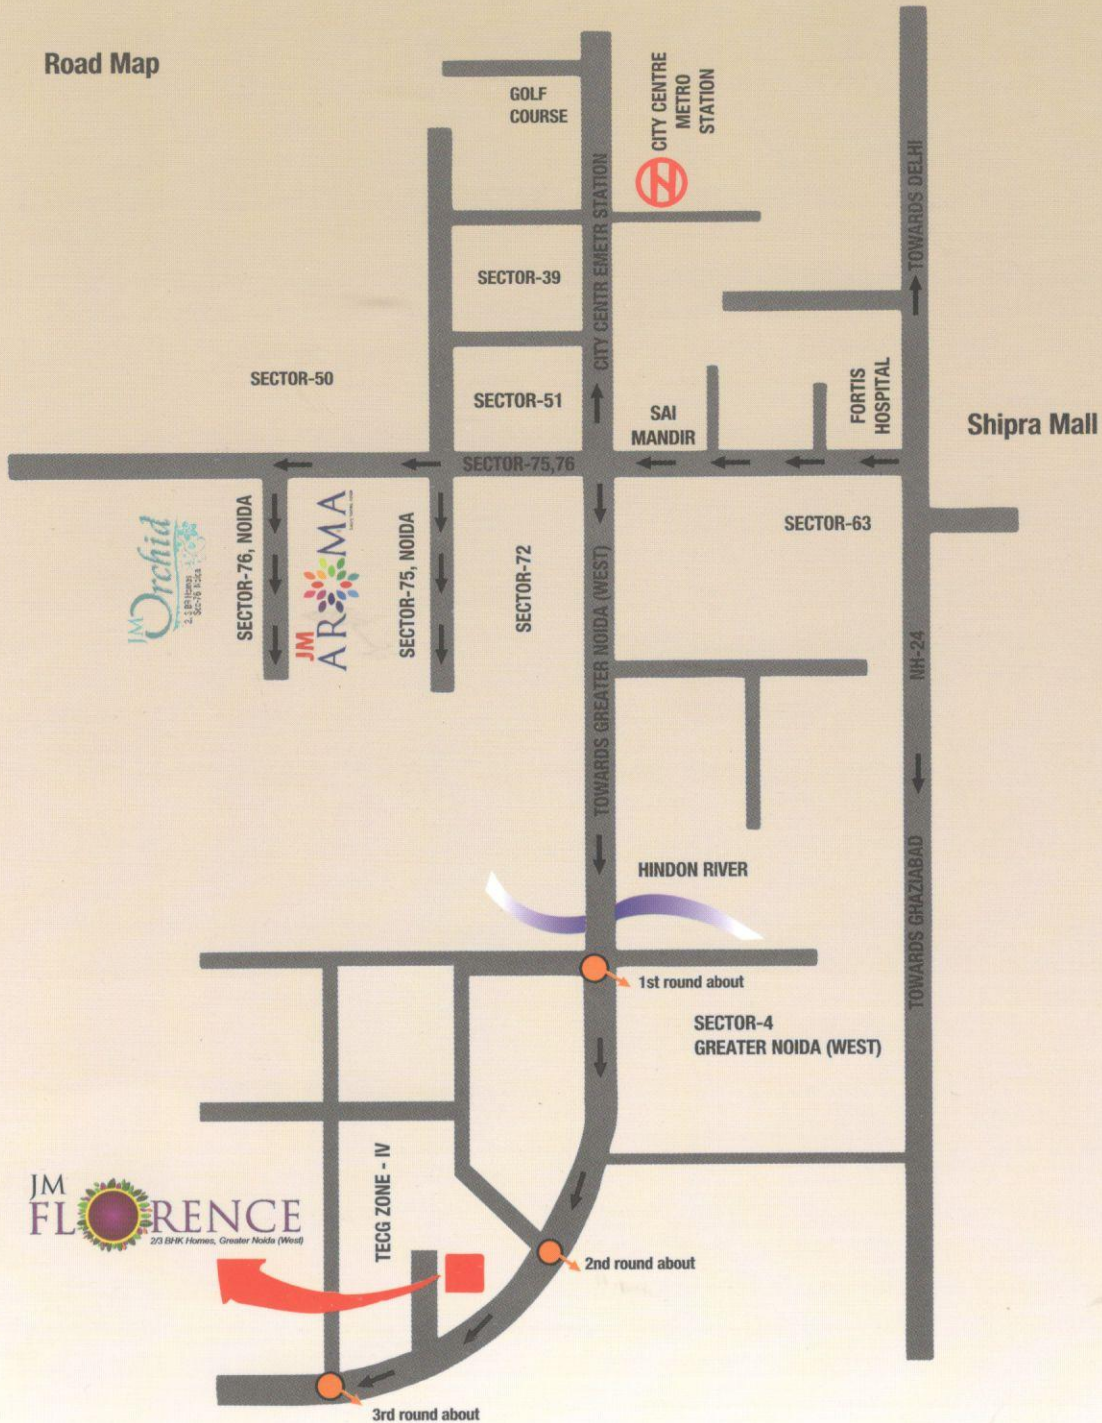 Road Map
GOLF
COURSE
CITY CENTRE
METRO
STATION
TOWARDS DELHI
CITY CENTR EMETR STATION
SECTOR-39
SECTOR-50
SECTOR-51
SAI
MANDIR
FORTIS
HOSPITAL
Shipra Mall
SECTOR-75,76
SECTOR-63
JM Orchid
SECTOR-76, NOIDA
JM
AROMA
SECTOR-75, NOIDA
SECTOR-72
TOWARDS GREATER NOIDA (WEST)
NH-24
HINDON RIVER
TOWARDS GHAZIABAD
1st round about
SECTOR-4
GREATER NOIDA (WEST)
TECG ZONE - IV
JM
FLORENCE
2/3 BHK Homes, Greater Noida (West)
2nd round about
3rd round about